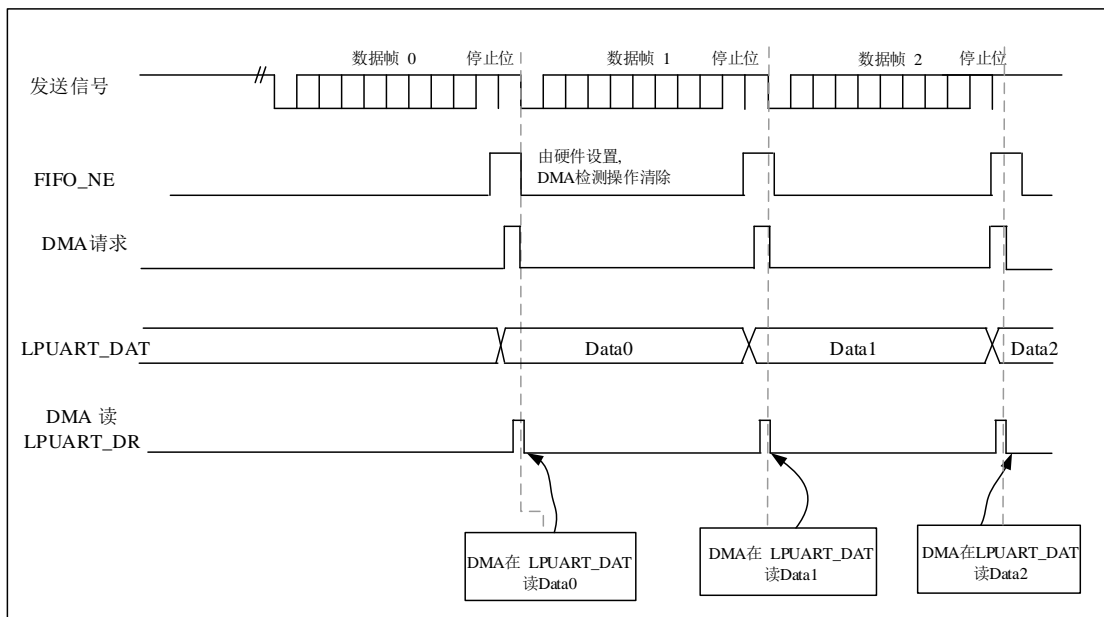 数据帧 0 停止位 数据帧 1 停止位 数据帧 2 停止位
发送信号
FIFO_NE
由硬件设置,
DMA检测操作清除
DMA请求
LPUART_DAT
Data0 Data1 Data2
DMA 读
LPUART_DR
DMA在 LPUART_DAT
读Data0
DMA在 LPUART_DAT
读Data1
DMA在LPUART_DAT
读Data2